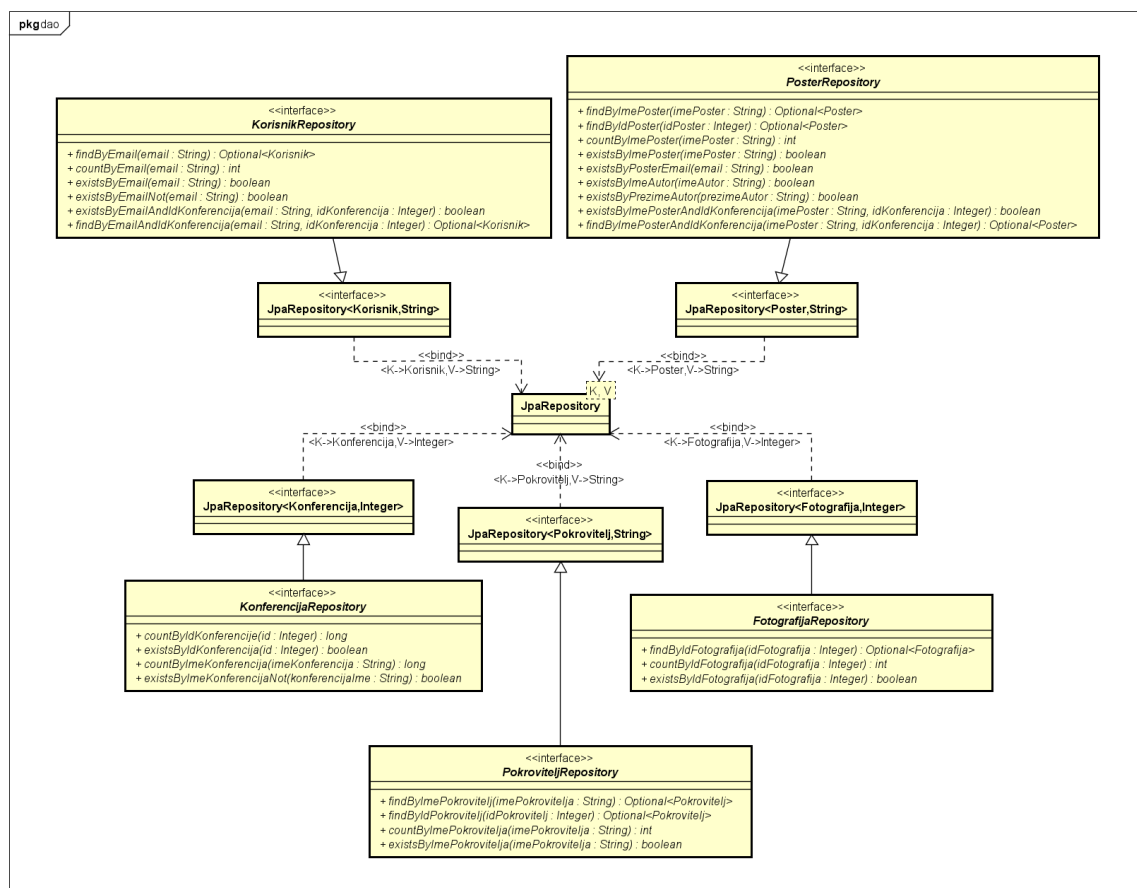 pkg dao
<<interface>>
KorisnikRepository
+ findByEmail(email : String) : Optional<Korisnik>
+ countByEmail(email : String) : int
+ existsByEmail(email : String) : boolean
+ existsByEmailNot(email : String) : boolean
+ existsByEmailAndIdKonferencija(email : String, idKonferencija : Integer) : boolean
+ findByEmailAndIdKonferencija(email : String, idKonferencija : Integer) : Optional<Korisnik>
<<interface>>
PosterRepository
+ findByImePoster(imePoster : String) : Optional<Poster>
+ findByIdPoster(idPoster : Integer) : Optional<Poster>
+ countByImePoster(imePoster : String) : int
+ existsByImePoster(imePoster : String) : boolean
+ existsByPosterEmail(email : String) : boolean
+ existsByImeAutor(imeAutor : String) : boolean
+ existsByPrezimeAutor(prezimeAutor : String) : boolean
+ existsByImePosterAndIdKonferencija(imePoster : String, idKonferencija : Integer) : boolean
+ findByImePosterAndIdKonferencija(imePoster : String, idKonferencija : Integer) : Optional<Poster>
<<interface>>
JpaRepository<Korisnik,String>
<<interface>>
JpaRepository<Poster,String>
<<bind>>
<K->Korisnik,V->String>
<<bind>>
<K->Poster,V->String>
K, V
JpaRepository
<<bind>>
<K->Konferencija,V->Integer>
<<bind>>
<K->Pokrovitelj,V->String>
<<bind>>
<K->Fotografija,V->Integer>
<<interface>>
JpaRepository<Konferencija,Integer>
<<interface>>
JpaRepository<Pokrovitelj,String>
<<interface>>
JpaRepository<Fotografija,Integer>
<<interface>>
KonferencijaRepository
+ countByIdKonferencije(id : Integer) : long
+ existsByIdKonferencija(id : Integer) : boolean
+ countByImeKonferencija(imeKonferencija : String) : long
+ existsByImeKonferencijaNot(konferencijaIme : String) : boolean
<<interface>>
FotografijaRepository
+ findByIdFotografija(idFotografija : Integer) : Optional<Fotografija>
+ countByIdFotografija(idFotografija : Integer) : int
+ existsByIdFotografija(idFotografija : Integer) : boolean
<<interface>>
PokroviteljRepository
+ findByImePokrovitelj(imePokrovitelja : String) : Optional<Pokrovitelj>
+ findByIdPokrovitelj(idPokrovitelj : Integer) : Optional<Pokrovitelj>
+ countByImePokrovitelja(imePokrovitelja : String) : int
+ existsByImePokrovitelja(imePokrovitelja : String) : boolean